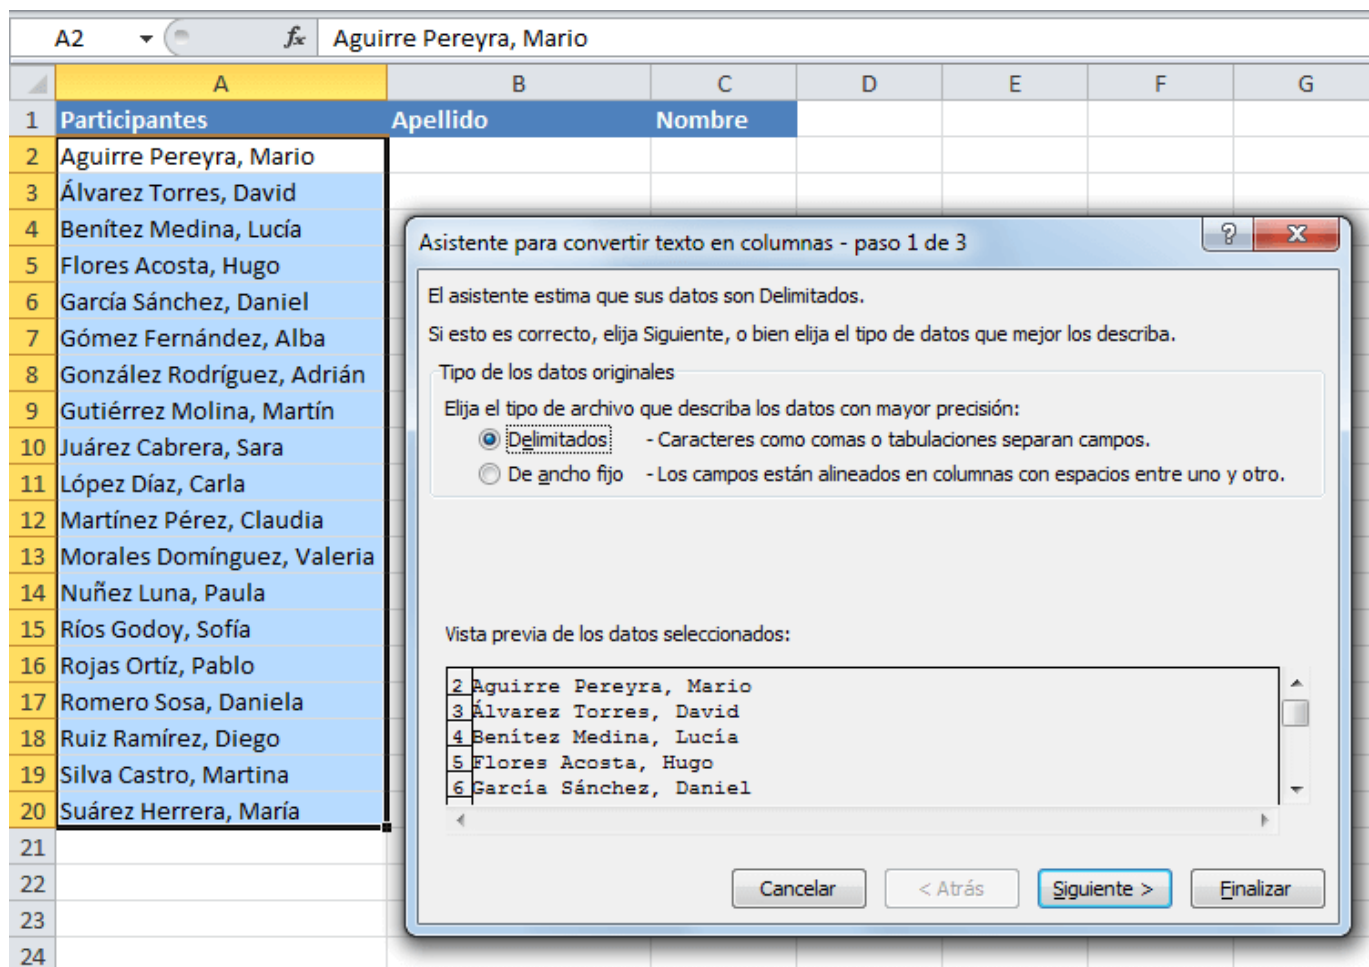 A2 fx Aguirre Pereyra, Mario
A B C D E F G
1 Participantes Apellido Nombre
2 Aguirre Pereyra, Mario
3 Álvarez Torres, David
4 Benítez Medina, Lucía
5 Flores Acosta, Hugo
6 García Sánchez, Daniel
7 Gómez Fernández, Alba
8 González Rodríguez, Adrián
9 Gutiérrez Molina, Martín
10 Juárez Cabrera, Sara
11 López Díaz, Carla
12 Martínez Pérez, Claudia
13 Morales Domínguez, Valeria
14 Nuñez Luna, Paula
15 Ríos Godoy, Sofía
16 Rojas Ortíz, Pablo
17 Romero Sosa, Daniela
18 Ruiz Ramírez, Diego
19 Silva Castro, Martina
20 Suárez Herrera, María
21
22
23
24
Asistente para convertir texto en columnas - paso 1 de 3
El asistente estima que sus datos son Delimitados.
Si esto es correcto, elija Siguiente, o bien elija el tipo de datos que mejor los describa.
Tipo de los datos originales
Elija el tipo de archivo que describa los datos con mayor precisión:
Delimitados - Caracteres como comas o tabulaciones separan campos.
De ancho fijo - Los campos están alineados en columnas con espacios entre uno y otro.
Vista previa de los datos seleccionados:
2 Aguirre Pereyra, Mario
3 Álvarez Torres, David
4 Benítez Medina, Lucía
5 Flores Acosta, Hugo
6 García Sánchez, Daniel
Cancelar < Atrás Siguiente > Finalizar